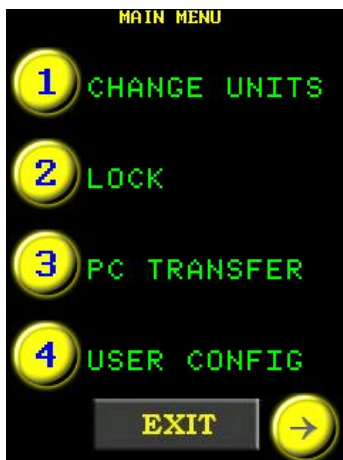 MAIN MENU
1 CHANGE UNITS
2 LOCK
3 PC TRANSFER
4 USER CONFIG
EXIT →